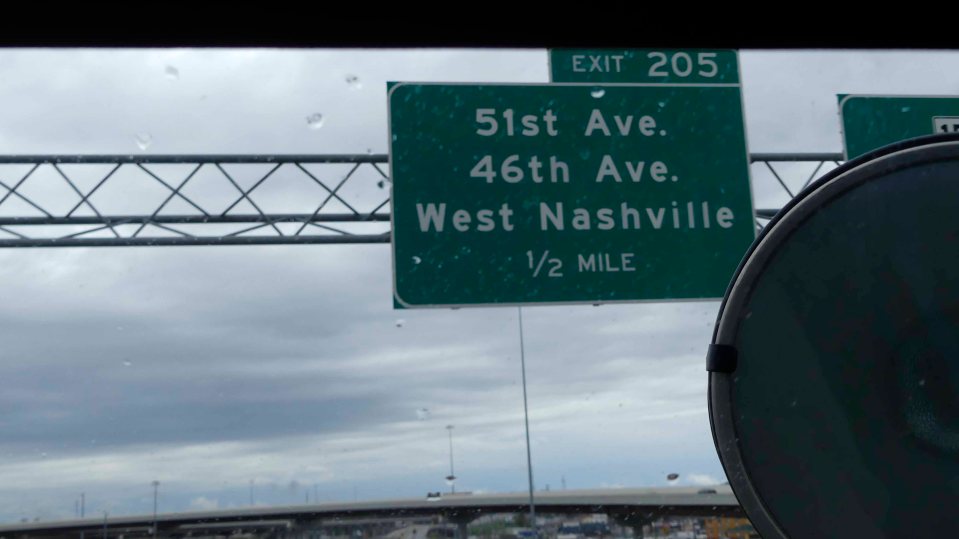 EXIT 205
51st Ave.
46th Ave.
West Nashville
1/2 MILE